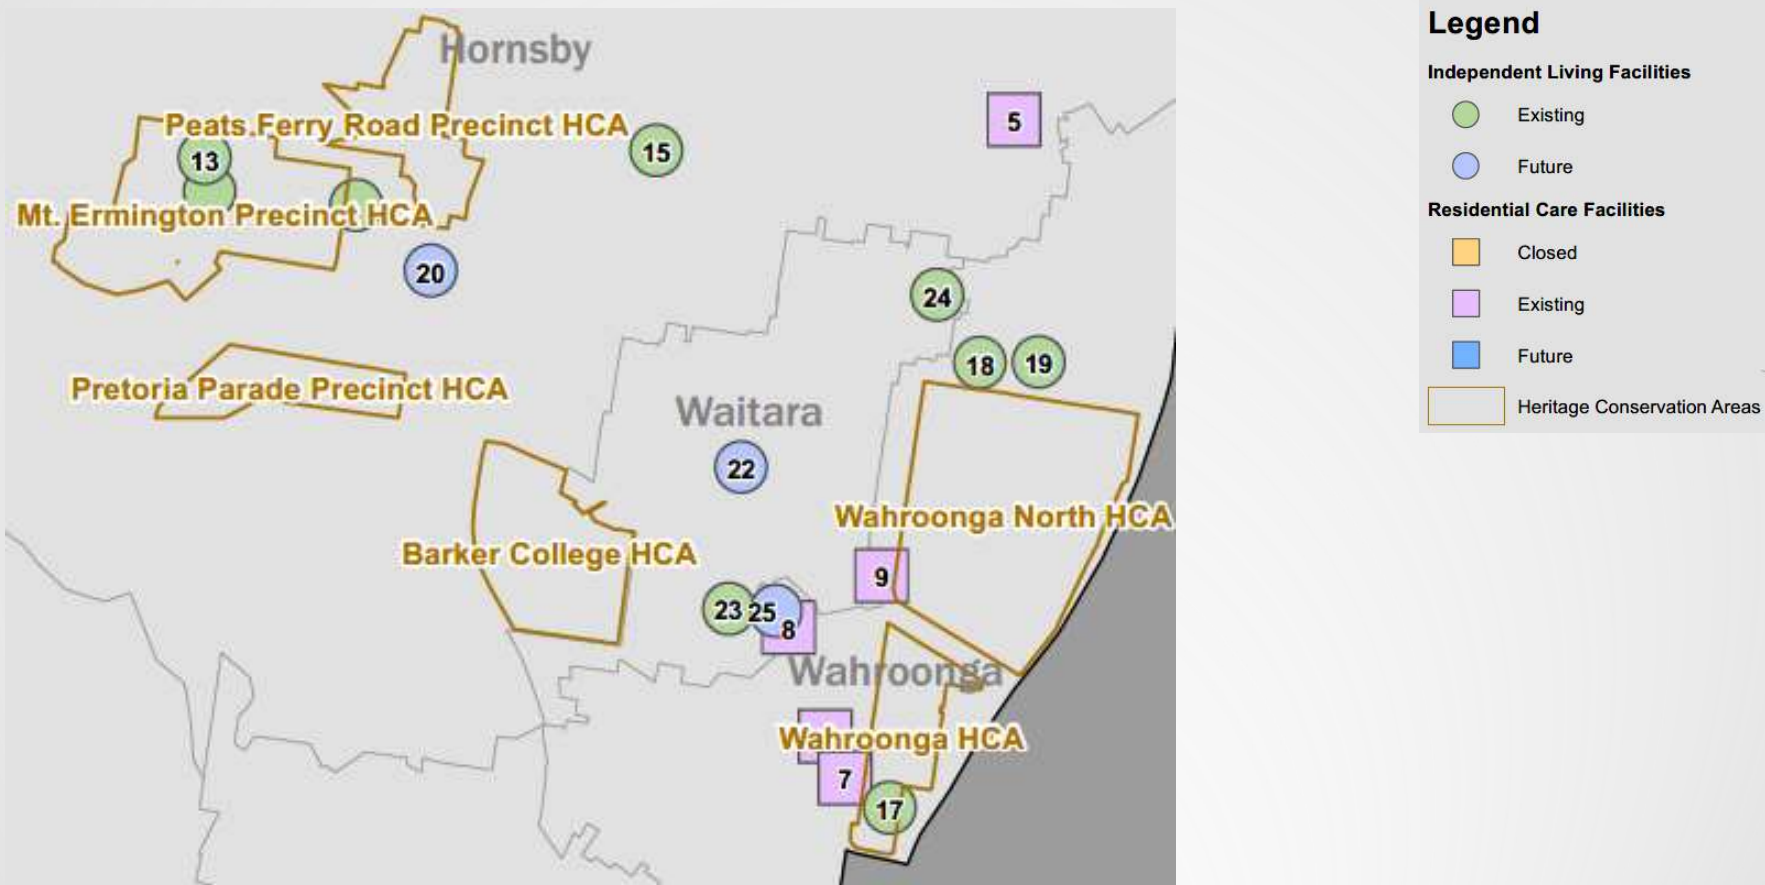 Hornsby
Peats Ferry Road Precinct HCA
5
15
13
Mt. Ermington Precinct HCA
20
24
18
19
Pretoria Parade Precinct HCA
Waitara
22
Wahroonga North HCA
Barker College HCA
9
23
25
8
Wahroonga
Wahroonga HCA
7
17
Legend
Independent Living Facilities
Existing
Future
Residential Care Facilities
Closed
Existing
Future
Heritage Conservation Areas